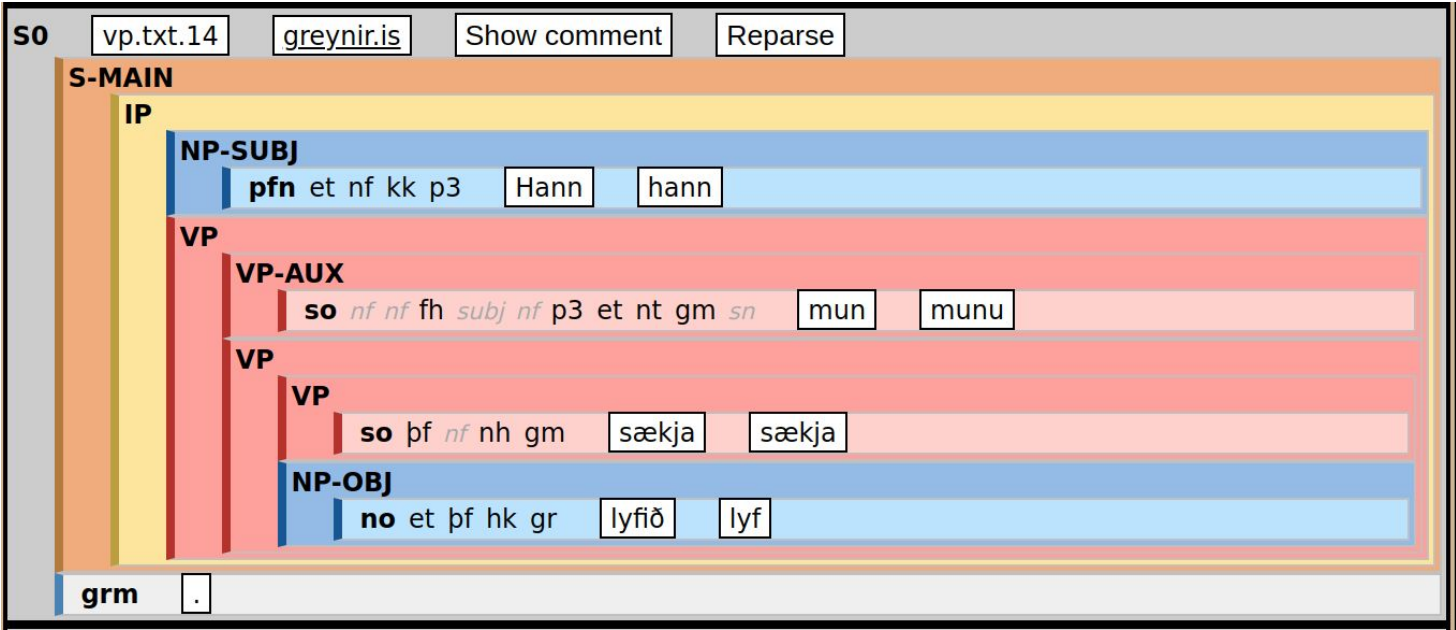 S0 vp.txt.14 greynir.is Show comment Reparse
S-MAIN
IP
NP-SUBJ
pfn et nf kk p3 Hann hann
VP
VP-AUX
so nf nf fh subj nf p3 et nt gm sn mun munu
VP
VP
so þf nf nh gm sækja sækja
NP-OBJ
no et þf hk gr lyfið lyf
grm .